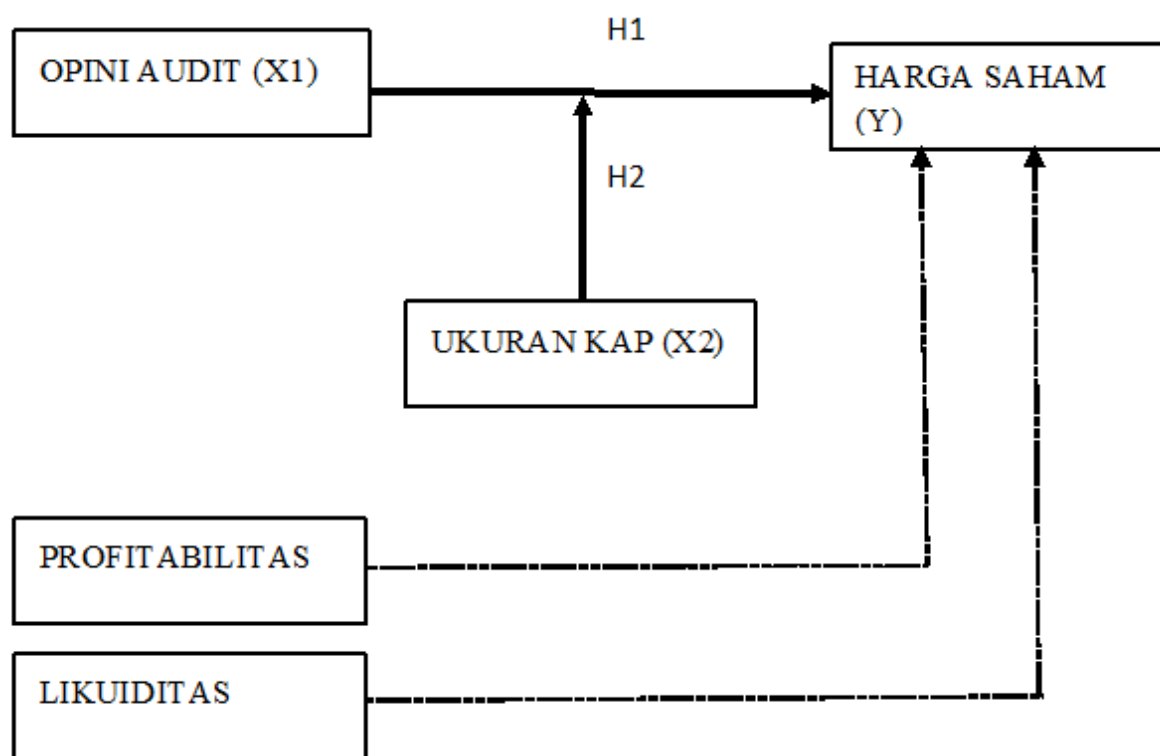 H1
OPINI AUDIT (X1)
HARGA SAHAM
(Y)
H2
UKURAN KAP (X2)
PROFITABILITAS
LIKUIDITAS